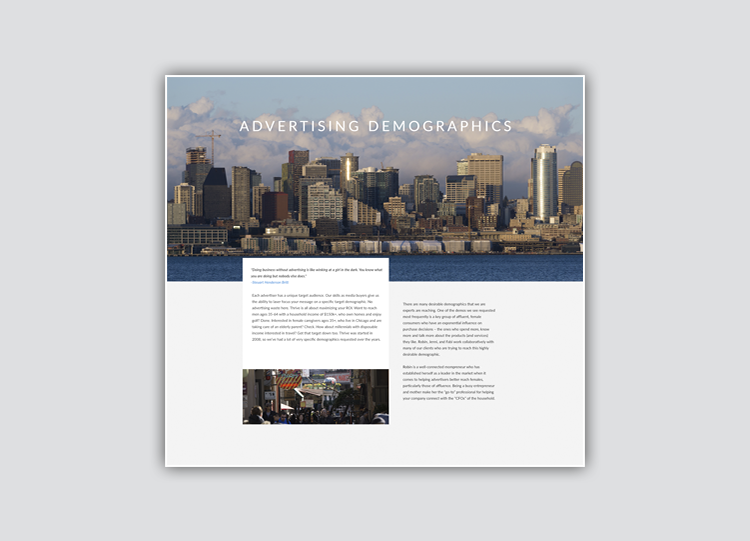 ADVERTISING DEMOGRAPHICS
"Doing business without advertising is like winking at a girl in the dark. You know what
you are doing but nobody else does."
-Stuart Henderson Britt
Each advertiser has a unique target audience. Our skills as media buyers give us
the ability to laser focus your message on a specific target demographic. No
advertising waste here. Thrive is all about maximizing your ROI. Want to reach
men ages 35-64 with a household income of $150k+, who own homes and enjoy
golf? Done. Interested in female caregivers ages 35+ who live in Chicago and are
taking care of an elderly parent? Check. How about millennials with disposable
income interested in travel? Got that target down too. Thrive was started in
2009, so we've had a lot of very specific demographics requested over the years.
There are many desirable demographics that we are
experts are reaching. One of the demos we are requested
most frequently is a key group of affluent, female
consumers who have an exponential influence on
purchase decisions – the ones who spend more, know
more and talk more about the products (and services)
they like. Robin, Jenni, and Patti work collaboratively with
many of our clients who are trying to reach this highly
desirable demographic.
Robin is a well-connected mompreneur who has
established herself as a leader in the market when it
comes to helping advertisers better reach females,
particularly those of affluence. Being a busy entrepreneur
and mother make her the "go-to" professional for helping
your company connect with the "CFOs" of the household.